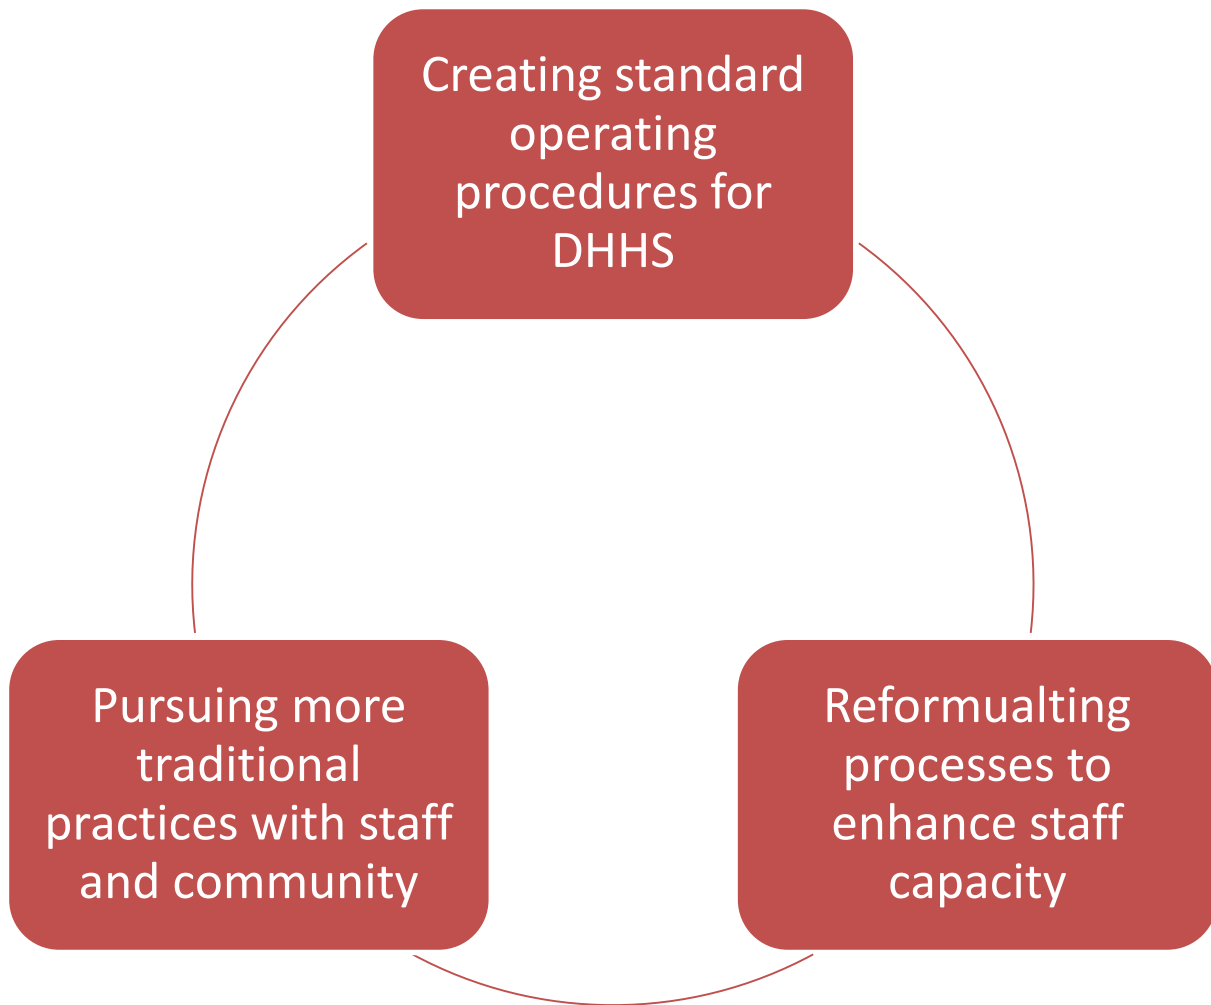 Creating standard
operating
procedures for
DHHS
Pursuing more
traditional
practices with staff
and community
Reformualting
processes to
enhance staff
capacity